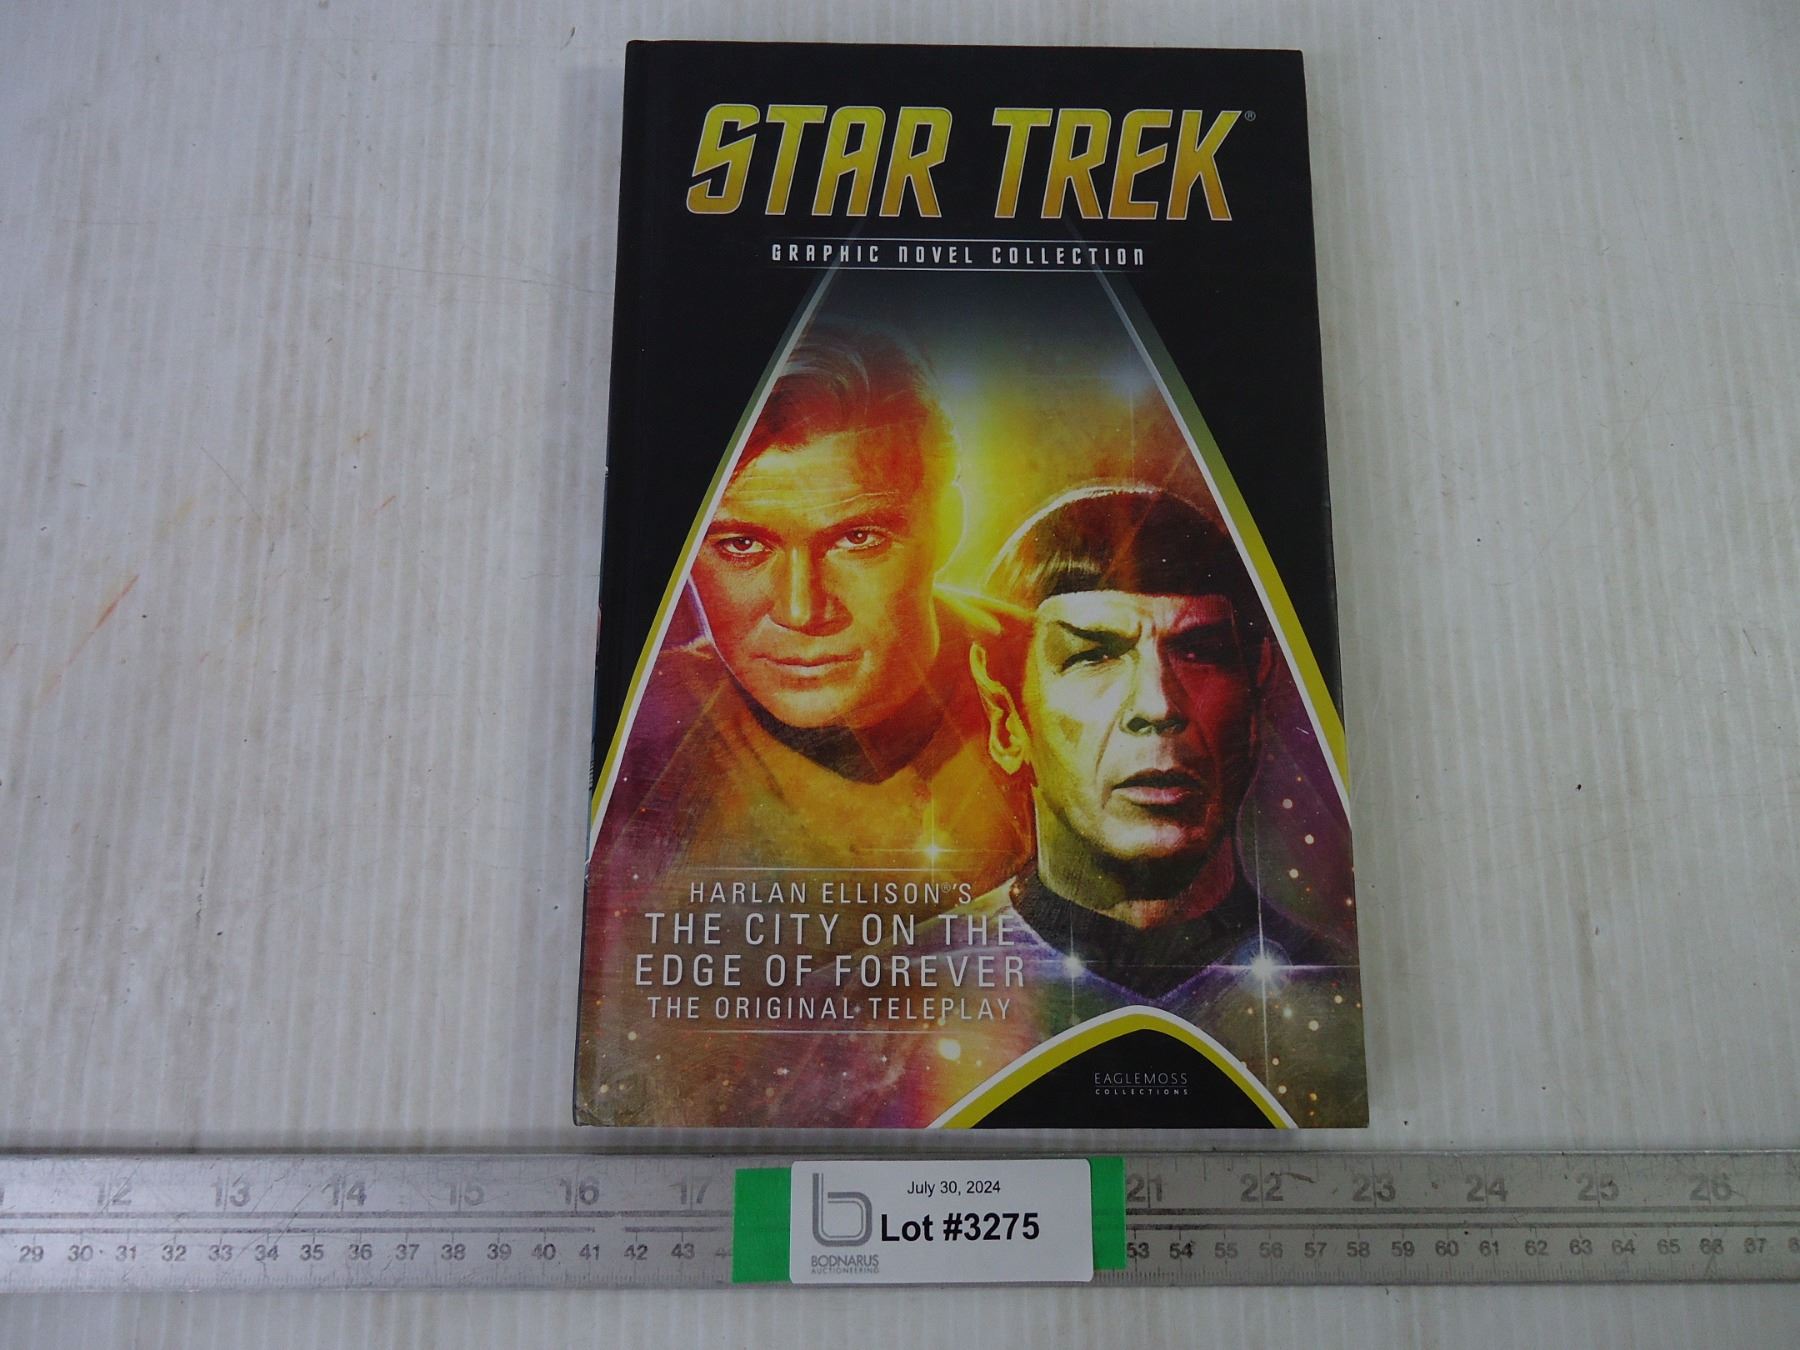 STAR TREK®
GRAPHIC NOVEL COLLECTION
HARLAN ELLISON®'S
THE CITY ON THE
EDGE OF FOREVER
THE ORIGINAL TELEPLAY
EAGLEMOSS
COLLECTIONS
12 13 14 15 16 17 21 22 23 24 25 26
July 30, 2024
Lot #3275
BODNARUS
AUCTIONEERING
29 30 31 32 33 34 35 36 37 38 39 40 41 42 43 53 54 55 56 57 58 59 60 61 62 63 64 65 66 67